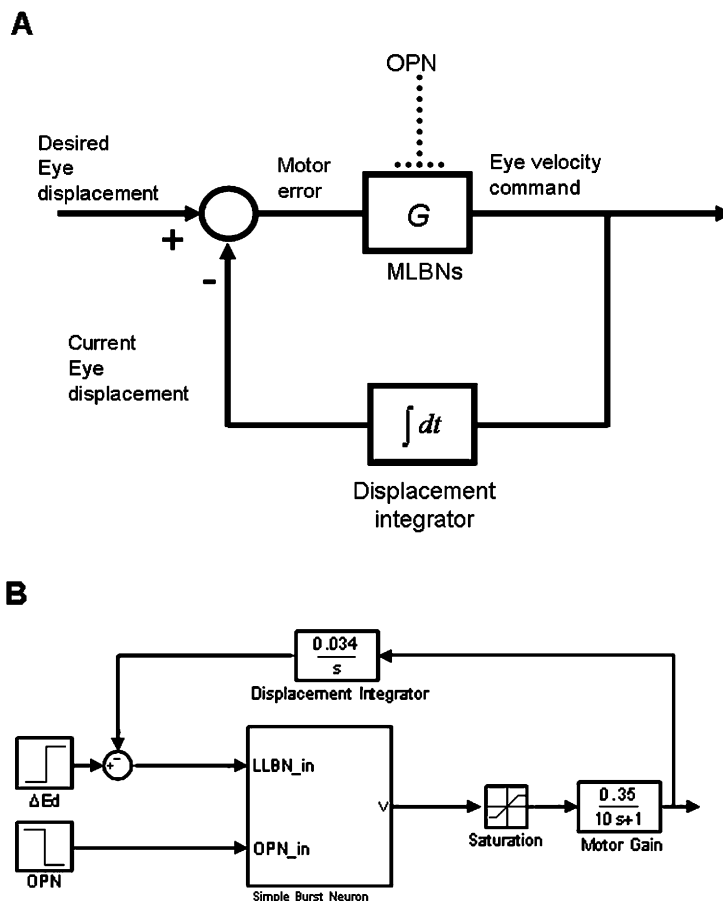 A
OPN
Desired
Eye
displacement
Motor
error
Eye velocity
command
G
+
-
MLBNs
Current
Eye
displacement
∫ dt
Displacement
integrator
B
0.034
s
Displacement Integrator
+ -
LLBN_in
ΔEd
V
0.35
10 s+1
OPN_in
Saturation
Motor Gain
OPN
Simple Burst Neuron